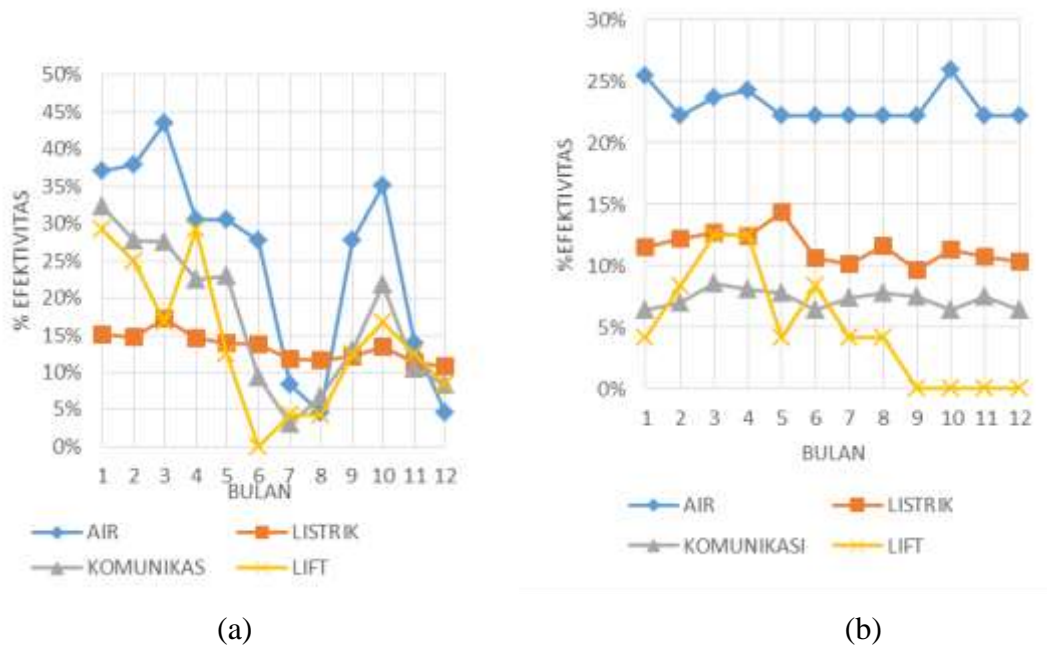 50%
45%
40%
35%
30%
25%
20%
15%
10%
5%
0%
% EFEKTIVITAS
1 2 3 4 5 6 7 8 9 10 11 12
BULAN
AIR LISTRIK
KOMUNIKAS LIFT
(a)
30%
25%
20%
15%
10%
5%
0%
%EFEKTIVITAS
1 2 3 4 5 6 7 8 9 10 11 12
BULAN
AIR LISTRIK
KOMUNIKASI LIFT
(b)